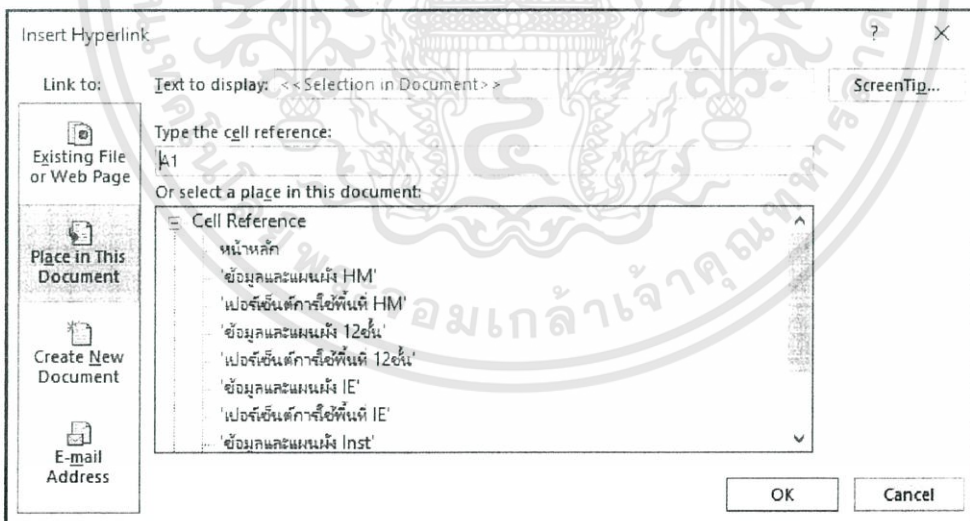 Insert Hyperlink
Link to:
Text to display: <<Selection in Document>>
ScreenTip...
Existing File
or Web Page
Place in This
Document
Create New
Document
E-mail
Address
Type the cell reference:
A1
Or select a place in this document:
Cell Reference
หน้าหลัก
'ข้อมูลและแผนผัง HM'
'เปอร์เซ็นต์การใช้พื้นที่ HM'
'ข้อมูลและแผนผัง 12ชั้น'
'เปอร์เซ็นต์การใช้พื้นที่ 12ชั้น'
'ข้อมูลและแผนผัง IE'
'เปอร์เซ็นต์การใช้พื้นที่ IE'
'ข้อมูลและแผนผัง Inst'
OK
Cancel